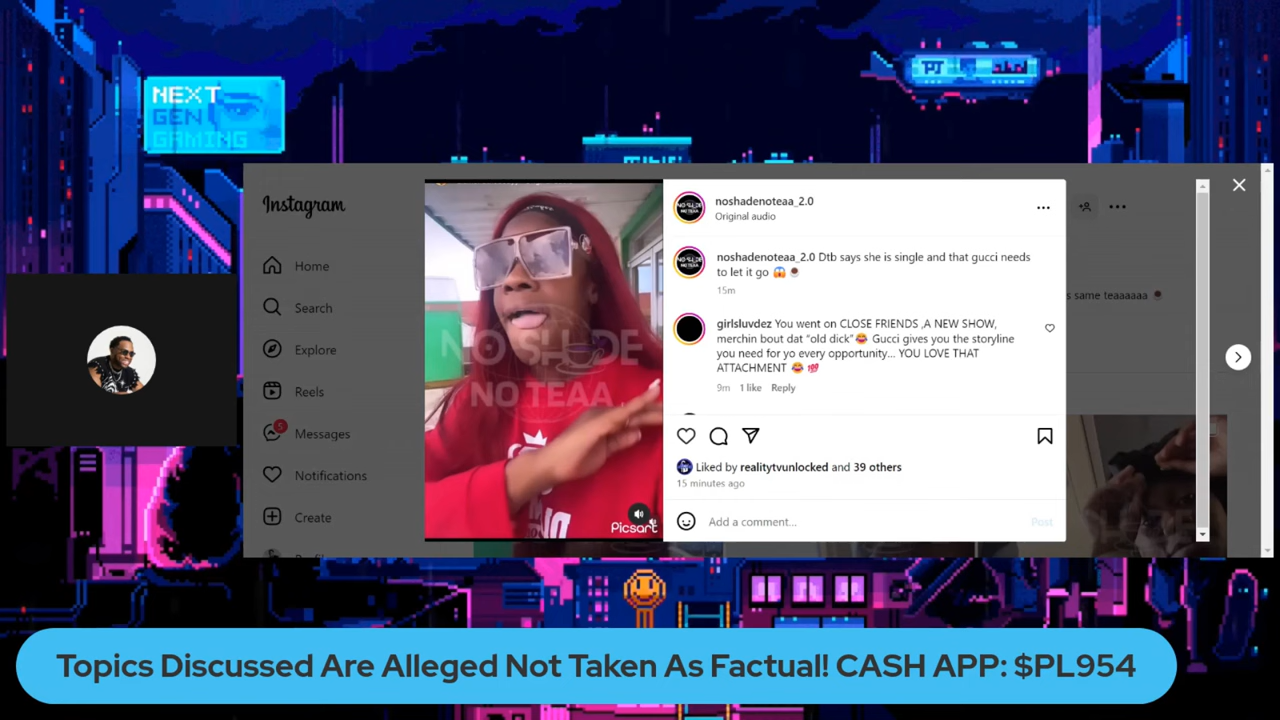 NEXT
GEN
GAMING
Instagram
Home
Search
Explore
Reels
5
Messages
Notifications
Create
NO SHADE
NO TEAA
Picsart
noshadenoteaa_2.0
Original audio
noshadenoteaa_2.0 Dtb says she is single and that gucci needs
to let it go 😱 ☕
15m
girlsluvdez You went on CLOSE FRIENDS ,A NEW SHOW,
merchin bout dat "old dick"😂 Gucci gives you the storyline
you need for yo every opportunity... YOU LOVE THAT
ATTACHMENT 😂 💯
9m 1 like Reply
Liked by realitytvunlocked and 39 others
15 minutes ago
Add a comment...
Post
s same teaaaaaa ☕
Topics Discussed Are Alleged Not Taken As Factual! CASH APP: $PL954